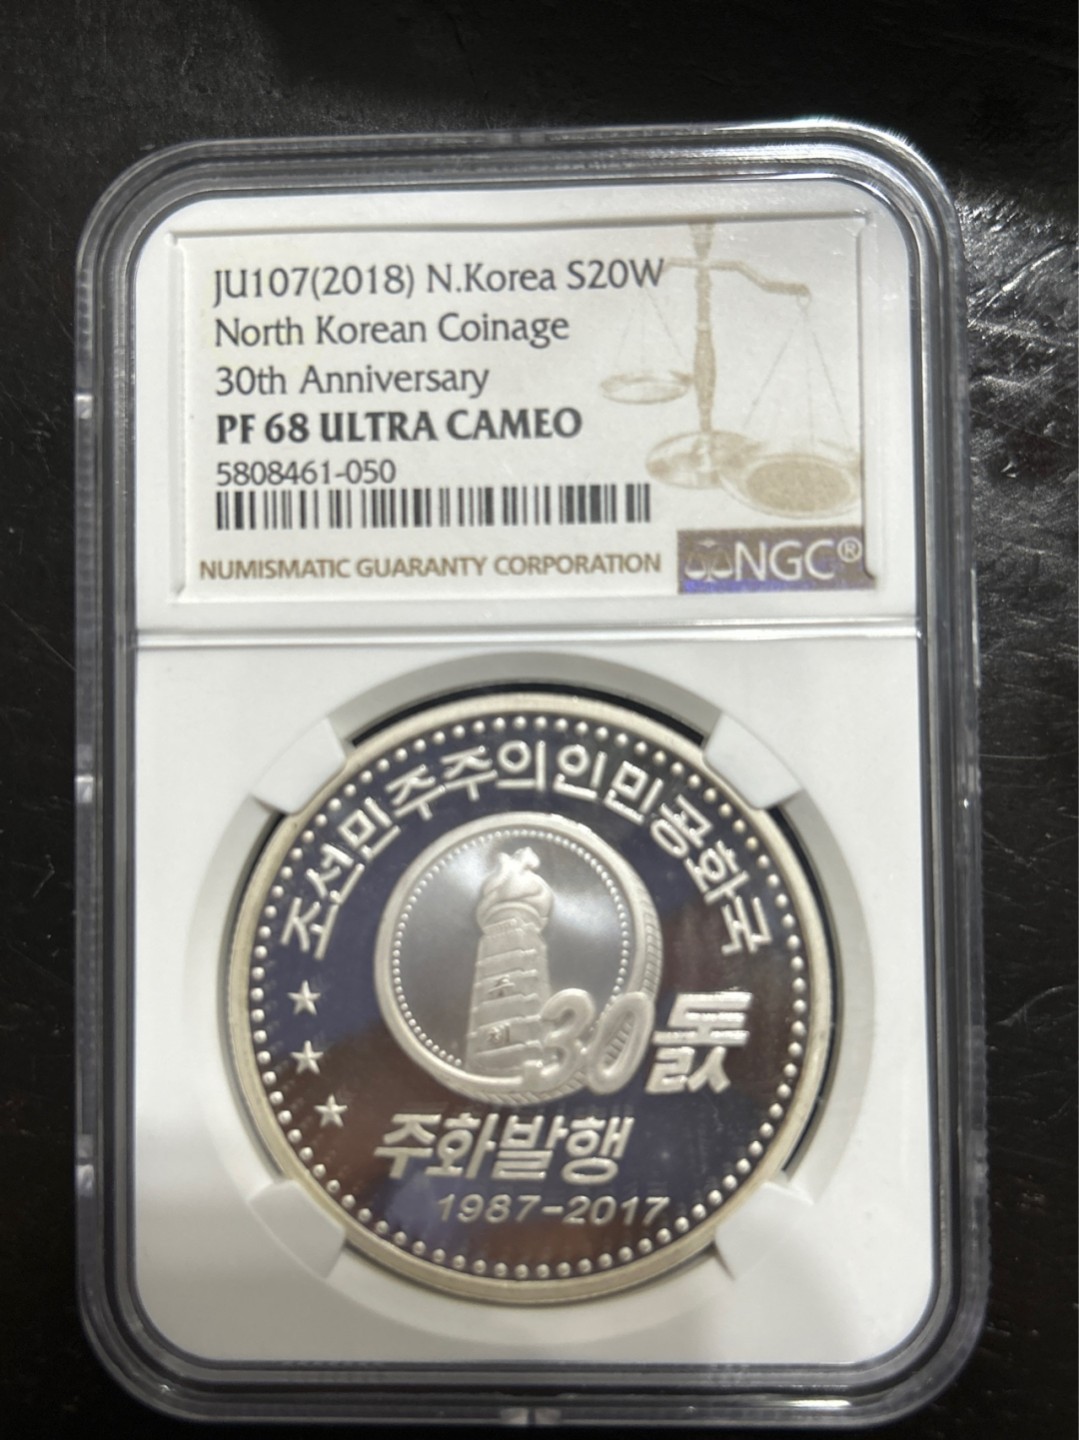 JU107(2018) N.Korea S20W
North Korean Coinage
30th Anniversary
PF 68 ULTRA CAMEO
5808461-050
NUMISMATIC GUARANTY CORPORATION
NGC®
조선민주주의인민공화국
30돐
주화발행
1987-2017